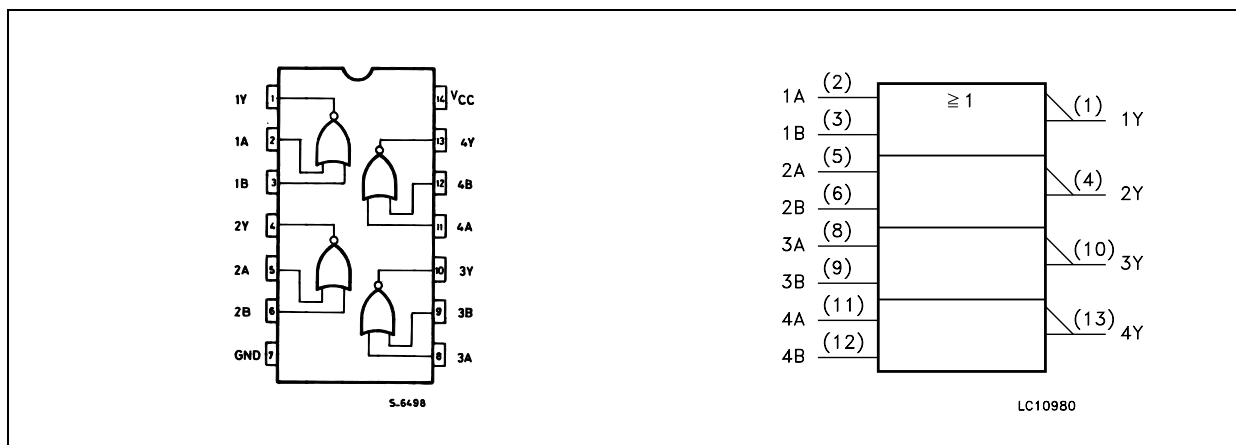 1Y 1 14 VCC
1A 2 13 4Y
1B 3 12 4B
2Y 4 11 4A
2A 5 10 3Y
2B 6 9 3B
GND 7 8 3A
S-6498
≧ 1
1A (2)
1B (3)
2A (5)
2B (6)
3A (8)
3B (9)
4A (11)
4B (12)
(1) 1Y
(4) 2Y
(10) 3Y
(13) 4Y
LC10980